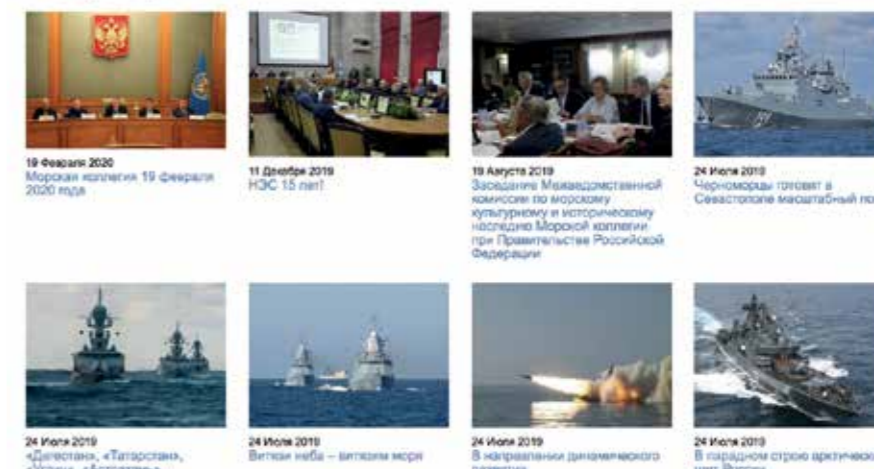 19 Февраля 2020
Морская коллегия 19 февраля
2020 года
11 Декабря 2019
НЭС 15 лет!
19 Августа 2019
Заседание Межведомственной
комиссии по морскому
культурному и историческому
наследию Морской коллегии
при Правительстве Российской
Федерации
24 Июля 2019
Черноморцы готовят в
Севастополе масштабный
24 Июля 2019
«Дагестан», «Татарстан»,
24 Июля 2019
Витязи неба – витязям моря
24 Июля 2019
В направлении динамического
24 Июля 2019
В парадном строю